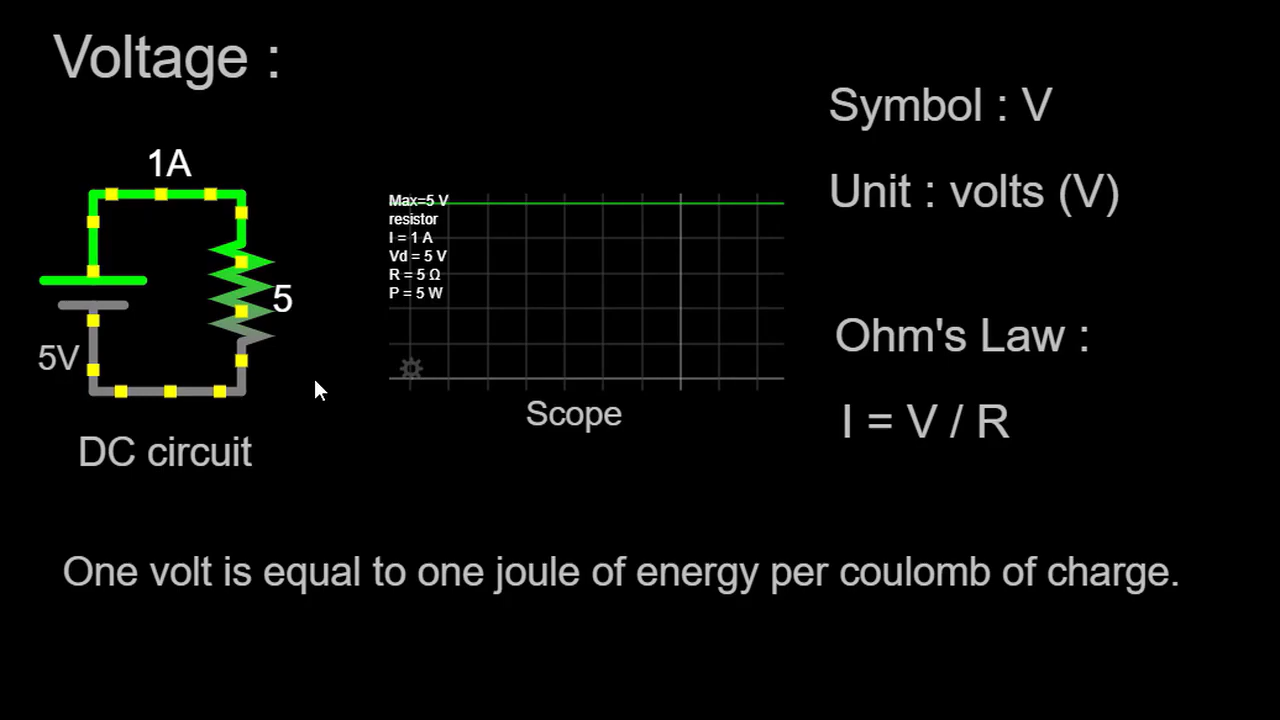 Voltage :
Symbol : V
1A
Unit : volts (V)
Max=5 V
resistor
I = 1 A
Vd = 5 V
R = 5 Ω
P = 5 W
5
5V
Ohm's Law :
I = V / R
Scope
DC circuit
One volt is equal to one joule of energy per coulomb of charge.